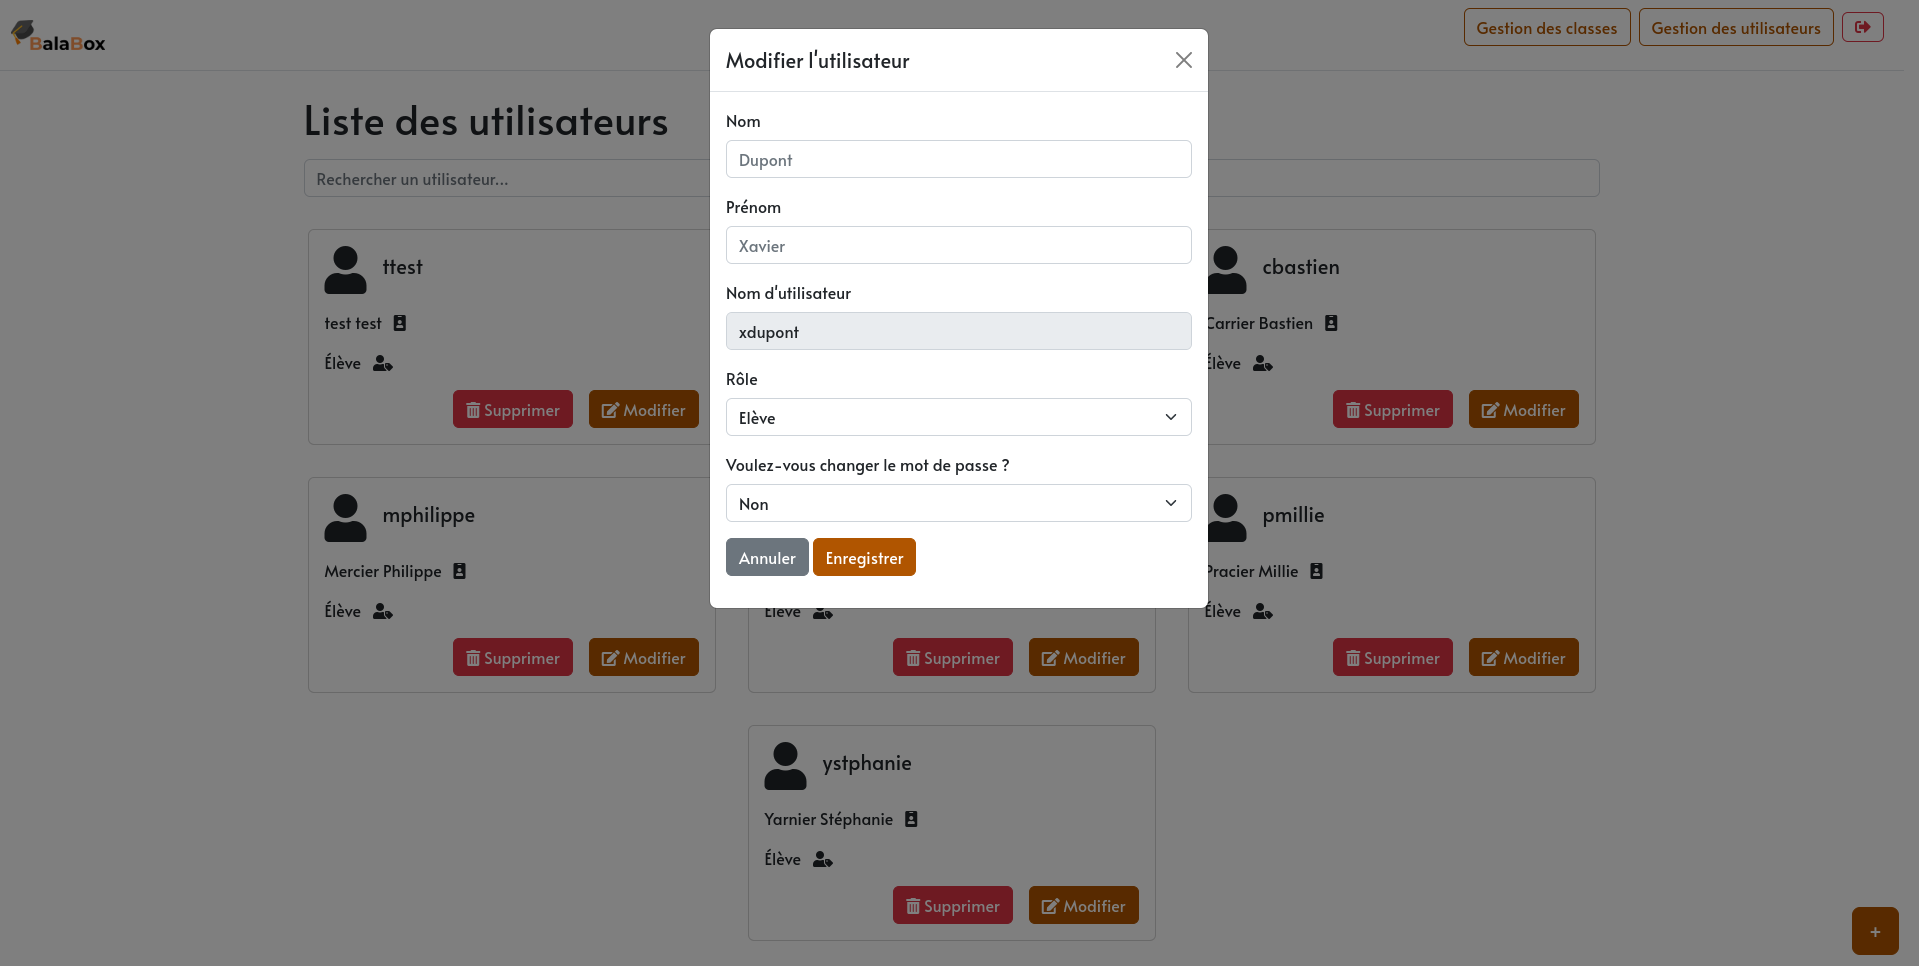 BalaBox
Gestion des classes
Gestion des utilisateurs
Liste des utilisateurs
Rechercher un utilisateur...
Modifier l'utilisateur
Nom
Dupont
Prénom
Xavier
Nom d'utilisateur
xdupont
Rôle
Elève
Voulez-vous changer le mot de passe ?
Non
Annuler Enregistrer
ttest
test test
Élève
Supprimer Modifier
cbastien
Carrier Bastien
Élève
Supprimer Modifier
mphilippe
Mercier Philippe
Élève
Supprimer Modifier
Élève
Supprimer Modifier
pmillie
Pracier Millie
Élève
Supprimer Modifier
ystphanie
Yarnier Stéphanie
Élève
Supprimer Modifier
+